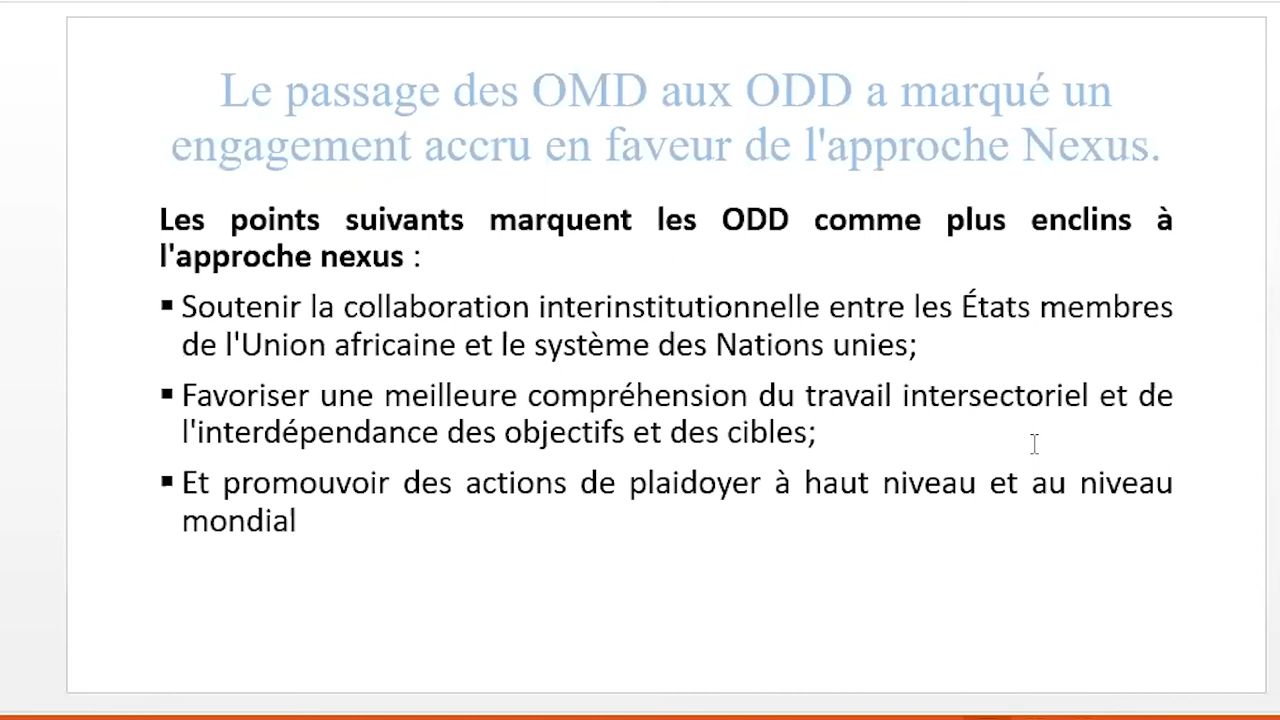 Le passage des OMD aux ODD a marqué un
engagement accru en faveur de l'approche Nexus.
Les points suivants marquent les ODD comme plus enclins à
l'approche nexus :
▪ Soutenir la collaboration interinstitutionnelle entre les États membres
de l'Union africaine et le système des Nations unies;
▪ Favoriser une meilleure compréhension du travail intersectoriel et de
l'interdépendance des objectifs et des cibles;
▪ Et promouvoir des actions de plaidoyer à haut niveau et au niveau
mondial